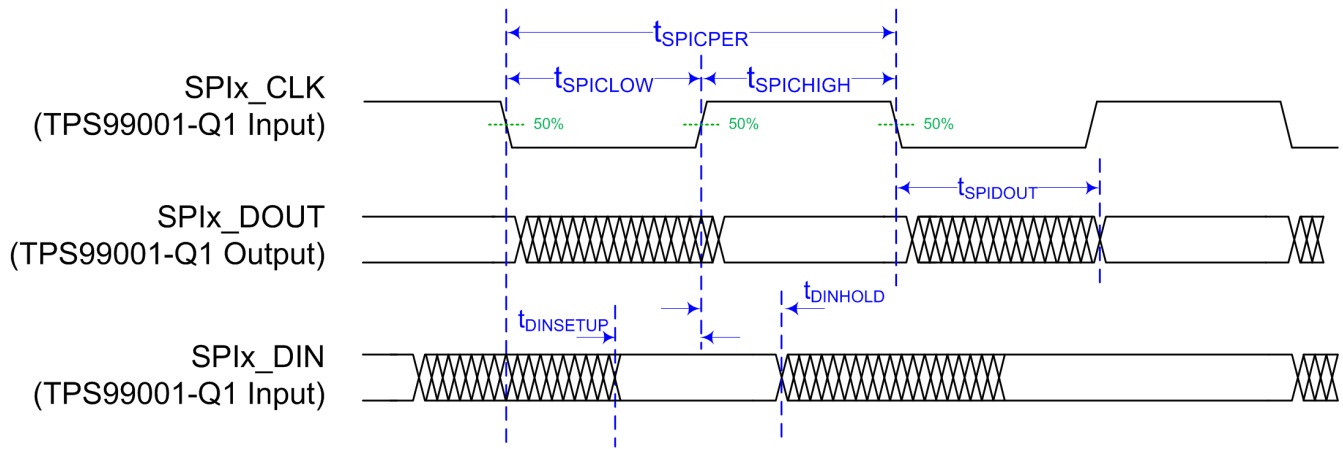 tSPICPER
SPIx_CLK
(TPS99001-Q1 Input)
tSPICLOW
tSPICHIGH
50%
50%
50%
SPIx_DOUT
(TPS99001-Q1 Output)
tSPIDOUT
tDINSETUP
tDINHOLD
SPIx_DIN
(TPS99001-Q1 Input)